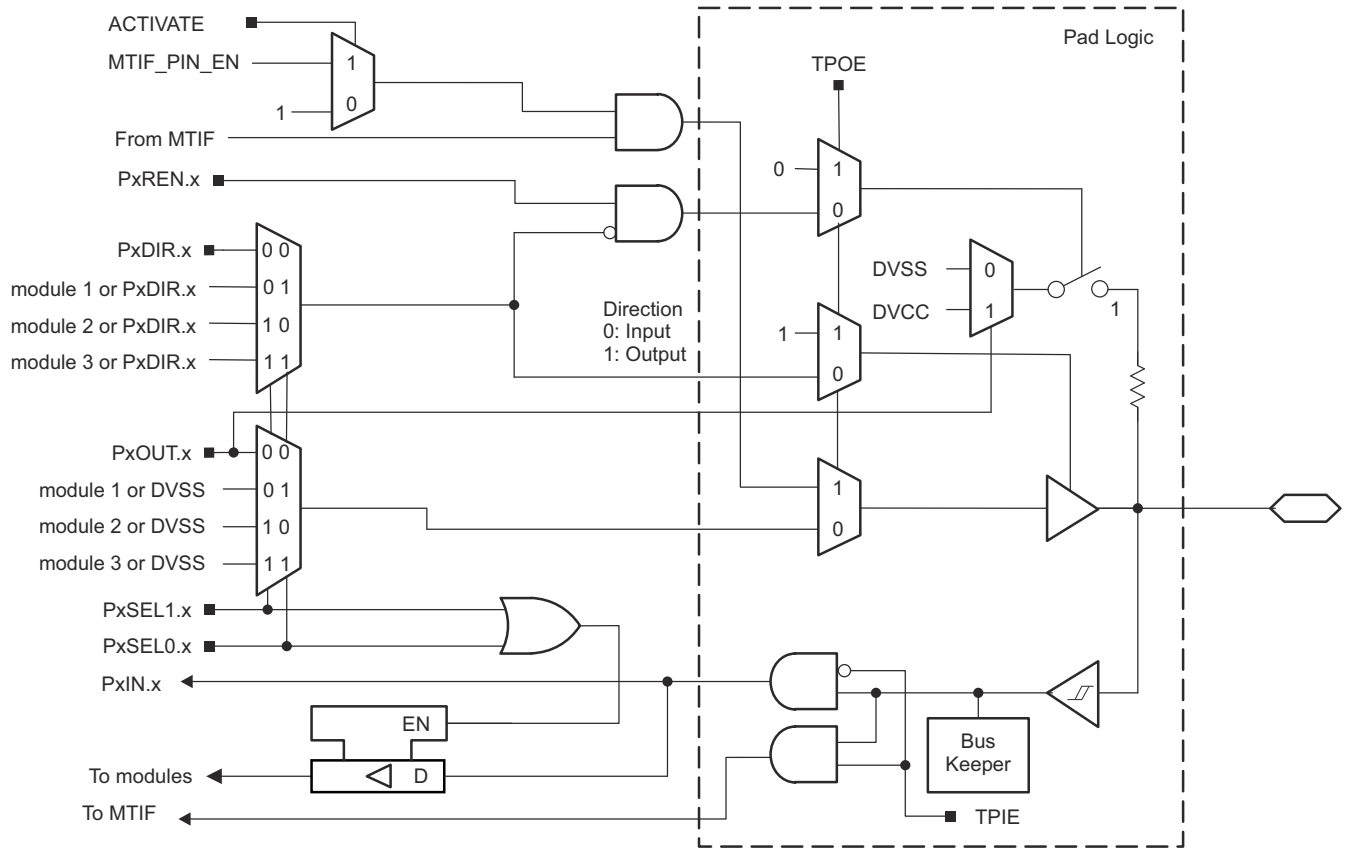 ACTIVATE
Pad Logic
MTIF_PIN_EN
1
TPOE
0
1
From MTIF
0
1
PxREN.x
0
PxDIR.x
0 0
DVSS
0
module 1 or PxDIR.x
0 1
Direction
0: Input
1: Output
DVCC
1
1
module 2 or PxDIR.x
1 0
1
1
module 3 or PxDIR.x
1 1
0
PxOUT.x
0 0
module 1 or DVSS
0 1
1
module 2 or DVSS
1 0
0
module 3 or DVSS
1 1
PxSEL1.x
PxSEL0.x
PxIN.x
EN
Bus
Keeper
To modules
D
To MTIF
TPIE